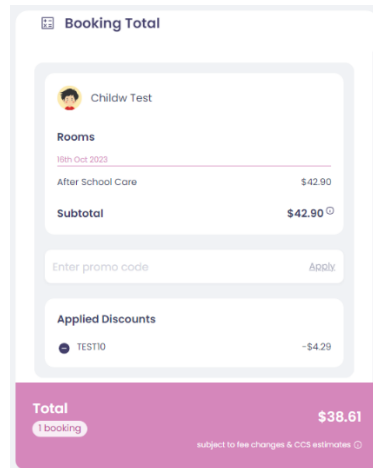 Booking Total
Childw Test
Rooms
16th Oct 2023
After School Care $42.90
Subtotal $42.90
Enter promo code Apply
Applied Discounts
TEST10 -$4.29
Total $38.61
1 booking
subject to fee changes & CCS estimates